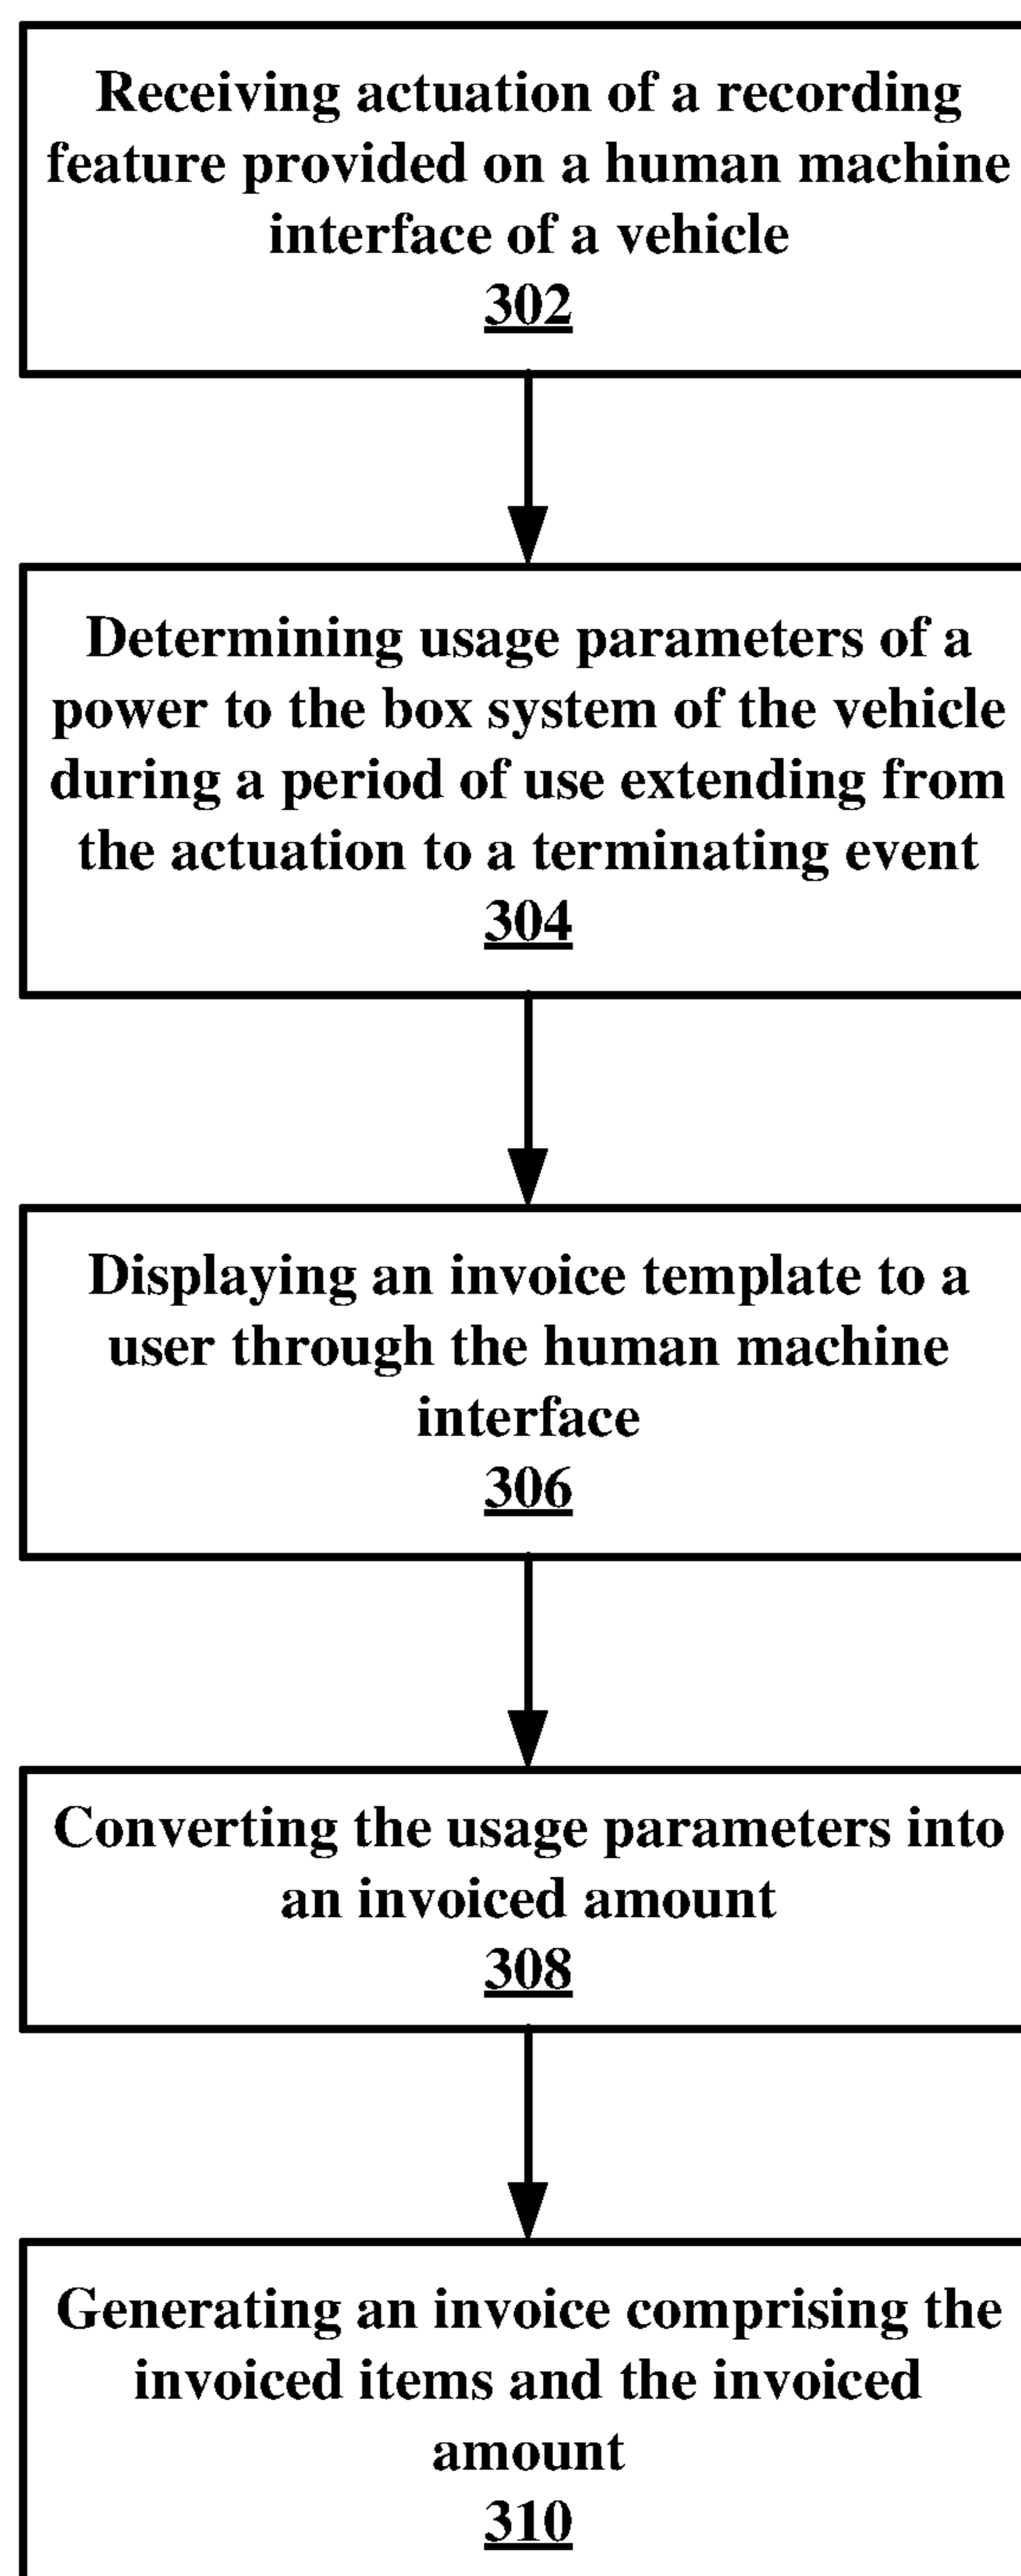 Receiving actuation of a recording
feature provided on a human machine
interface of a vehicle
302
Determining usage parameters of a
power to the box system of the vehicle
during a period of use extending from
the actuation to a terminating event
304
Displaying an invoice template to a
user through the human machine
interface
306
Converting the usage parameters into
an invoiced amount
308
Generating an invoice comprising the
invoiced items and the invoiced
amount
310